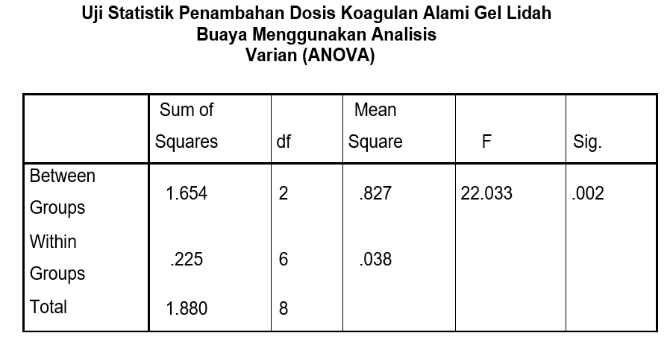 Uji Statistik Penambahan Dosis Koagulan Alami Gel Lidah
Buaya Menggunakan Analisis
Varian (ANOVA)
Sum of Squares df Mean Square F Sig.
Between Groups 1.654 2 .827 22.033 .002
Within Groups .225 6 .038
Total 1.880 8